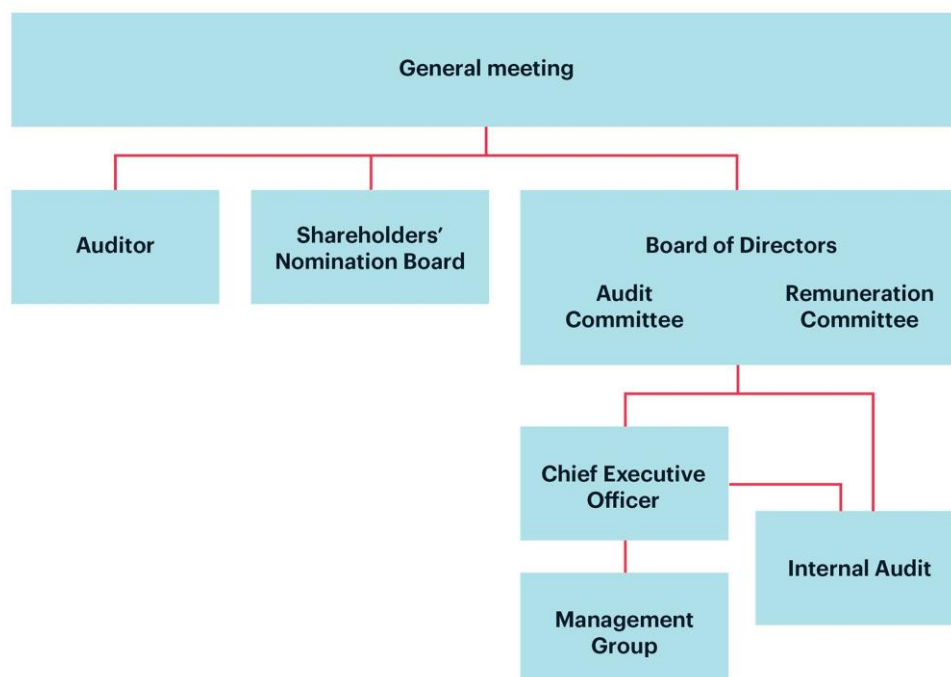 General meeting
Auditor
Shareholders’
Nomination Board
Board of Directors
Audit
Committee
Remuneration
Committee
Chief Executive
Officer
Internal Audit
Management
Group